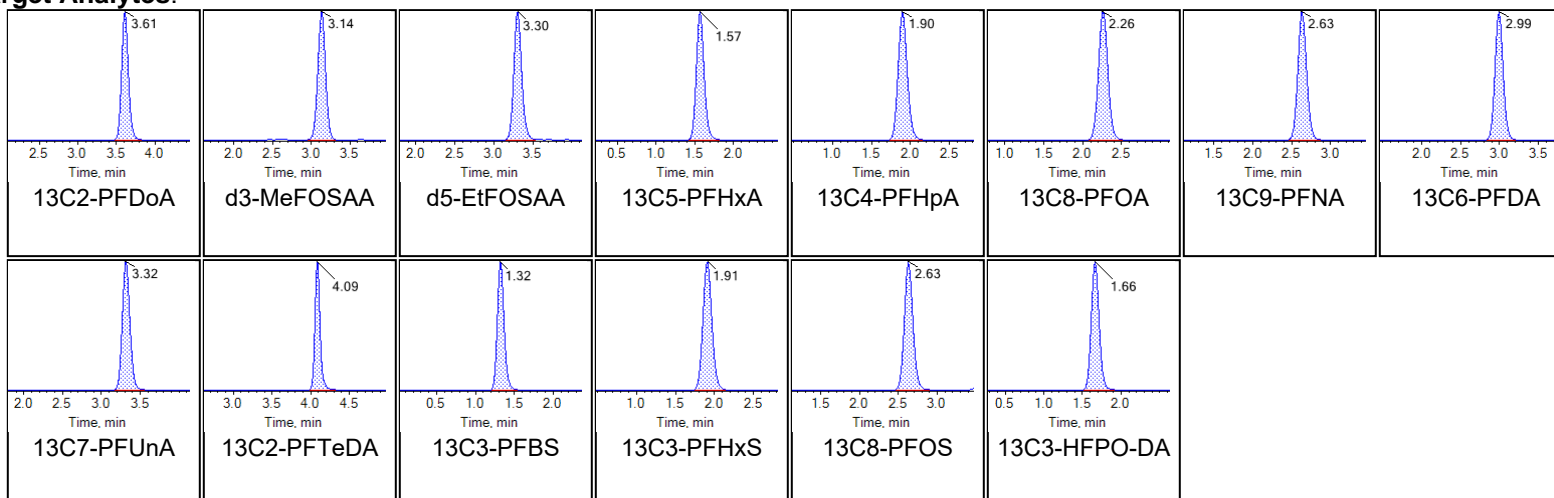 rget Analytes:
3.61 3.14 3.30 1.57 1.90 2.26 2.63 2.99
2.5 3.0 3.5 4.0 2.0 2.5 3.0 3.5 2.0 2.5 3.0 3.5 0.5 1.0 1.5 2.0 1.0 1.5 2.0 2.5 1.0 1.5 2.0 2.5 1.5 2.0 2.5 3.0 2.0 2.5 3.0 3.5
Time, min Time, min Time, min Time, min Time, min Time, min Time, min Time, min
13C2-PFDoA d3-MeFOSAA d5-EtFOSAA 13C5-PFHxA 13C4-PFHpA 13C8-PFOA 13C9-PFNA 13C6-PFDA
3.32 4.09 1.32 1.91 2.63 1.66
2.0 2.5 3.0 3.5 3.0 3.5 4.0 4.5 0.5 1.0 1.5 2.0 1.0 1.5 2.0 2.5 1.5 2.0 2.5 3.0 0.5 1.0 1.5 2.0
Time, min Time, min Time, min Time, min Time, min Time, min
13C7-PFUnA 13C2-PFTeDA 13C3-PFBS 13C3-PFHxS 13C8-PFOS 13C3-HFPO-DA